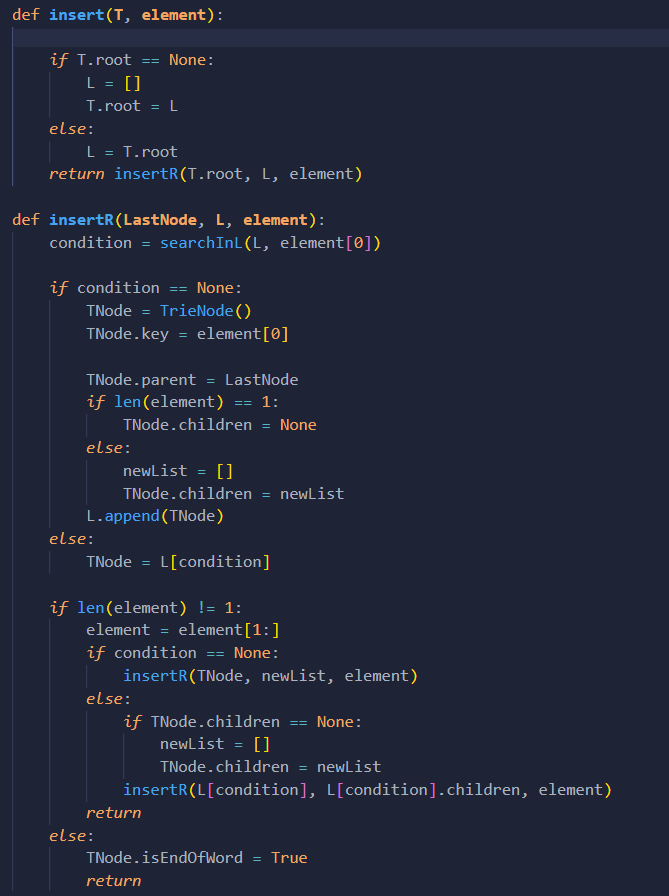 def insert(T, element):
    if T.root == None:
        L = []
        T.root = L
    else:
        L = T.root
    return insertR(T.root, L, element)
def insertR(LastNode, L, element):
    condition = searchInL(L, element[0])
    if condition == None:
        TNode = TrieNode()
        TNode.key = element[0]
        TNode.parent = LastNode
        if len(element) == 1:
            TNode.children = None
        else:
            newList = []
            TNode.children = newList
        L.append(TNode)
    else:
        TNode = L[condition]
    if len(element) != 1:
        element = element[1:]
        if condition == None:
            insertR(TNode, newList, element)
        else:
            if TNode.children == None:
                newList = []
                TNode.children = newList
            insertR(L[condition], L[condition].children, element)
        return
    else:
        TNode.isEndOfWord = True
        return